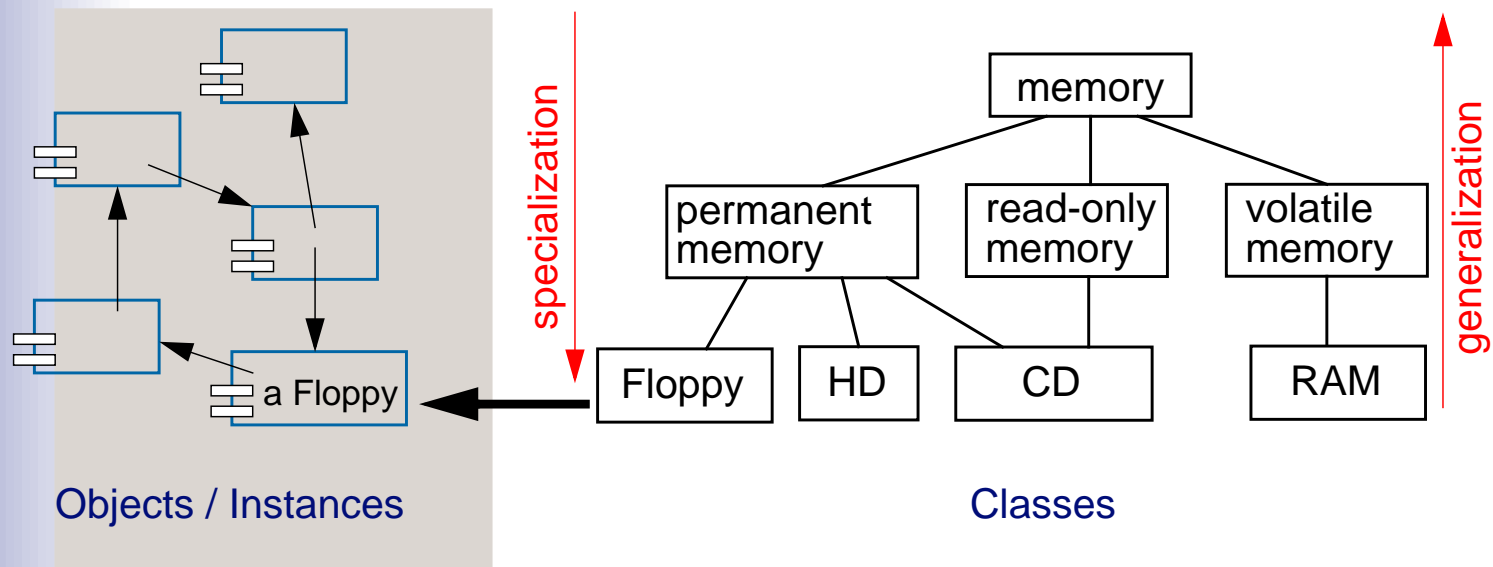 memory
specialization
generalization
permanent
memory
read-only
memory
volatile
memory
Floppy
HD
CD
RAM
a Floppy
Objects / Instances
Classes